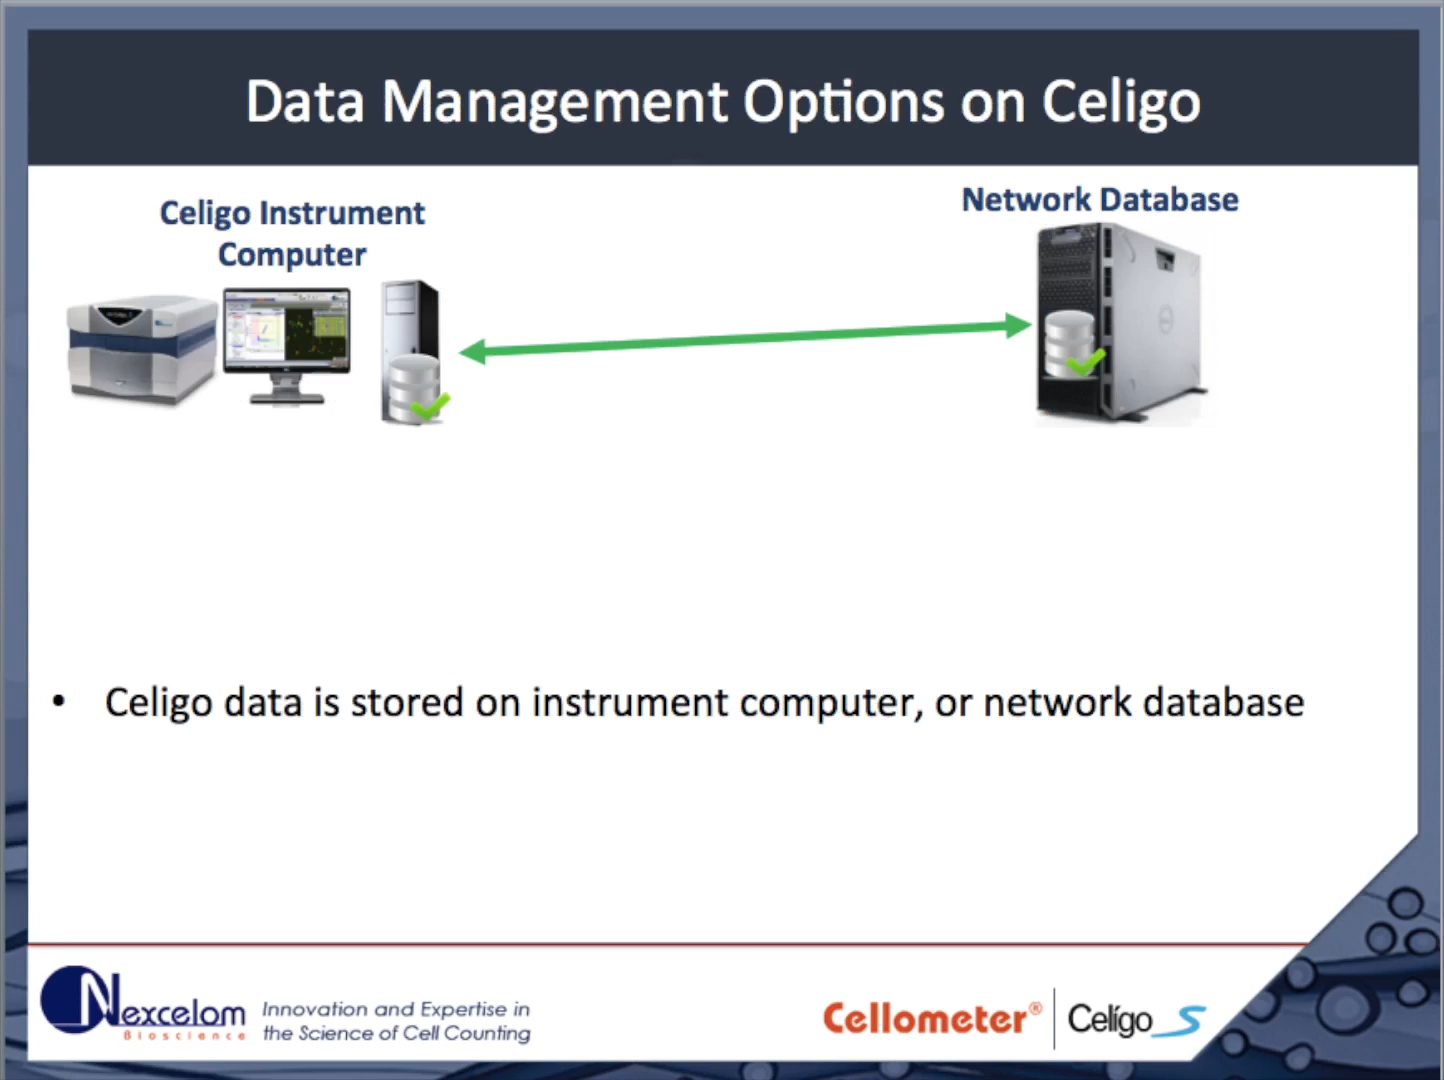 Data Management Options on Celigo
Celigo Instrument
Computer
Network Database
• Celigo data is stored on instrument computer, or network database
Nexcelom
Bioscience
Innovation and Expertise in
the Science of Cell Counting
Cellometer®
Celígo S